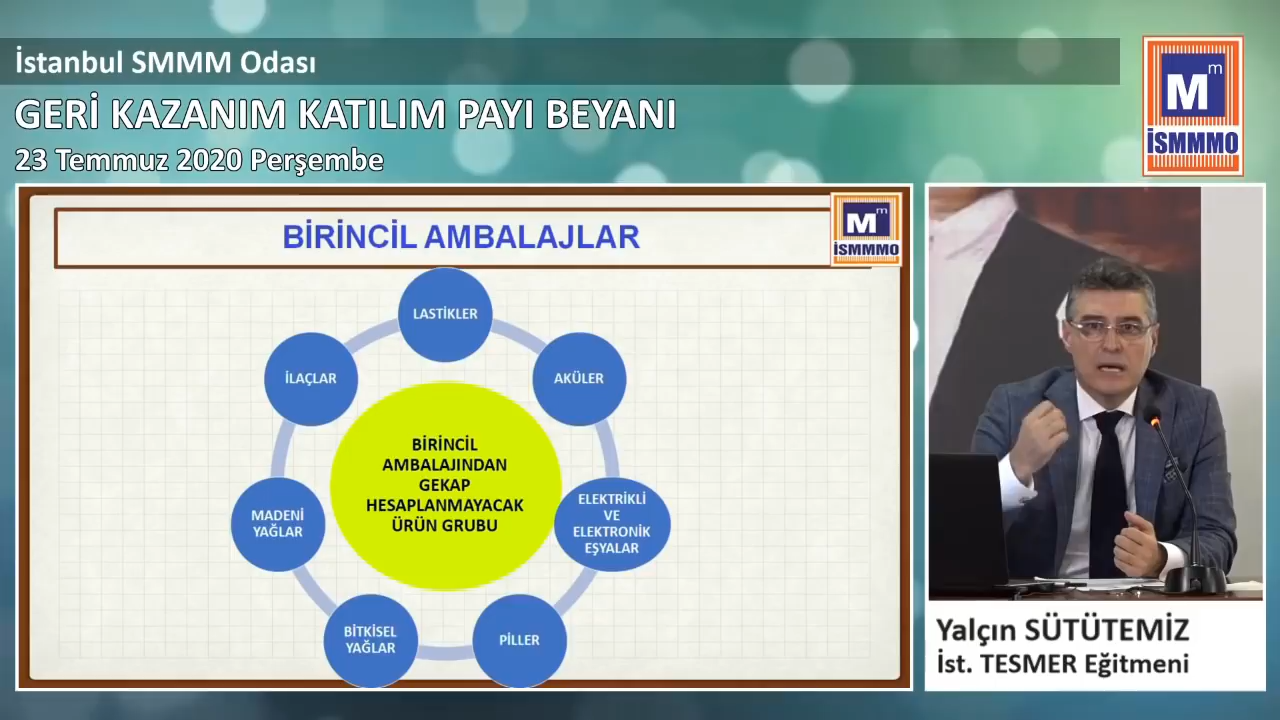 İstanbul SMMM Odası
GERİ KAZANIM KATILIM PAYI BEYANI
23 Temmuz 2020 Perşembe
M
m
İSMMMO
BİRİNCİL AMBALAJLAR
M
m
İSMMMO
LASTİKLER
AKÜLER
ELEKTRİKLİ
VE
ELEKTRONİK
EŞYALAR
PİLLER
BİTKİSEL
YAĞLAR
MADENİ
YAĞLAR
İLAÇLAR
BİRİNCİL
AMBALAJINDAN
GEKAP
HESAPLANMAYACAK
ÜRÜN GRUBU
Yalçın SÜTÜTEMİZ
İst. TESMER Eğitmeni